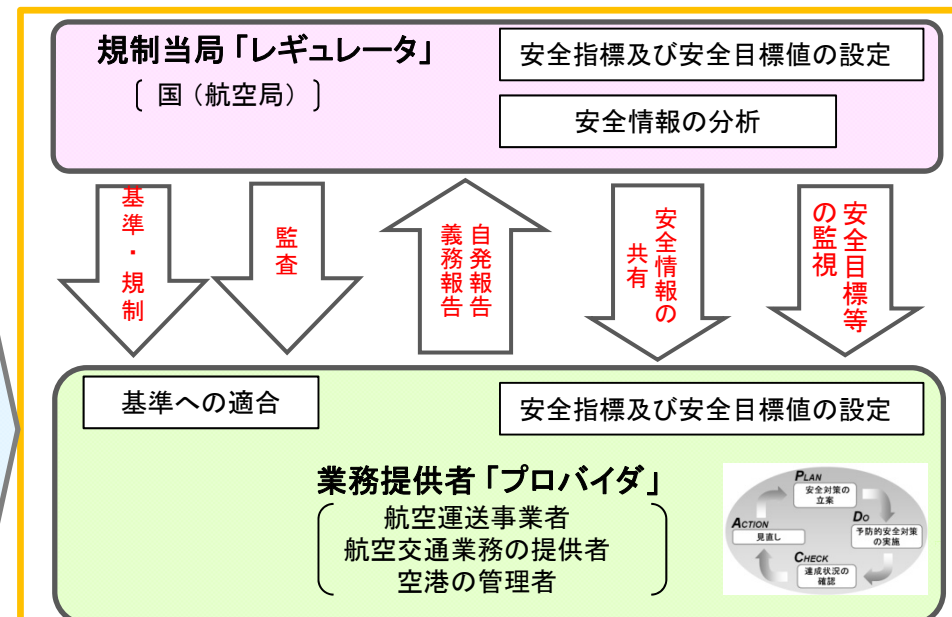 規制当局「レギュレータ」
〔 国（航空局） 〕
安全指標及び安全目標値の設定
安全情報の分析
基準・規制
監査
自発報告
義務報告
安全情報の
共有
安全目標等
の監視
基準への適合
安全指標及び安全目標値の設定
業務提供者「プロバイダ」
航空運送事業者
航空交通業務の提供者
空港の管理者
PLAN
安全対策の
立案
DO
予防的安全対策
の実施
CHECK
達成状況の
確認
ACTION
見直し